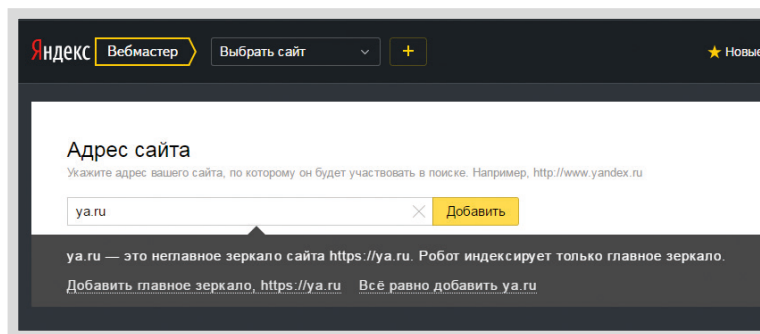 Яндекс Вебмастер Выбрать сайт + Новые
Адрес сайта
Укажите адрес вашего сайта, по которому он будет участвовать в поиске. Например, http://www.yandex.ru
ya.ru Добавить
ya.ru — это неглавное зеркало сайта https://ya.ru. Робот индексирует только главное зеркало.
Добавить главное зеркало, https://ya.ru Всё равно добавить ya.ru